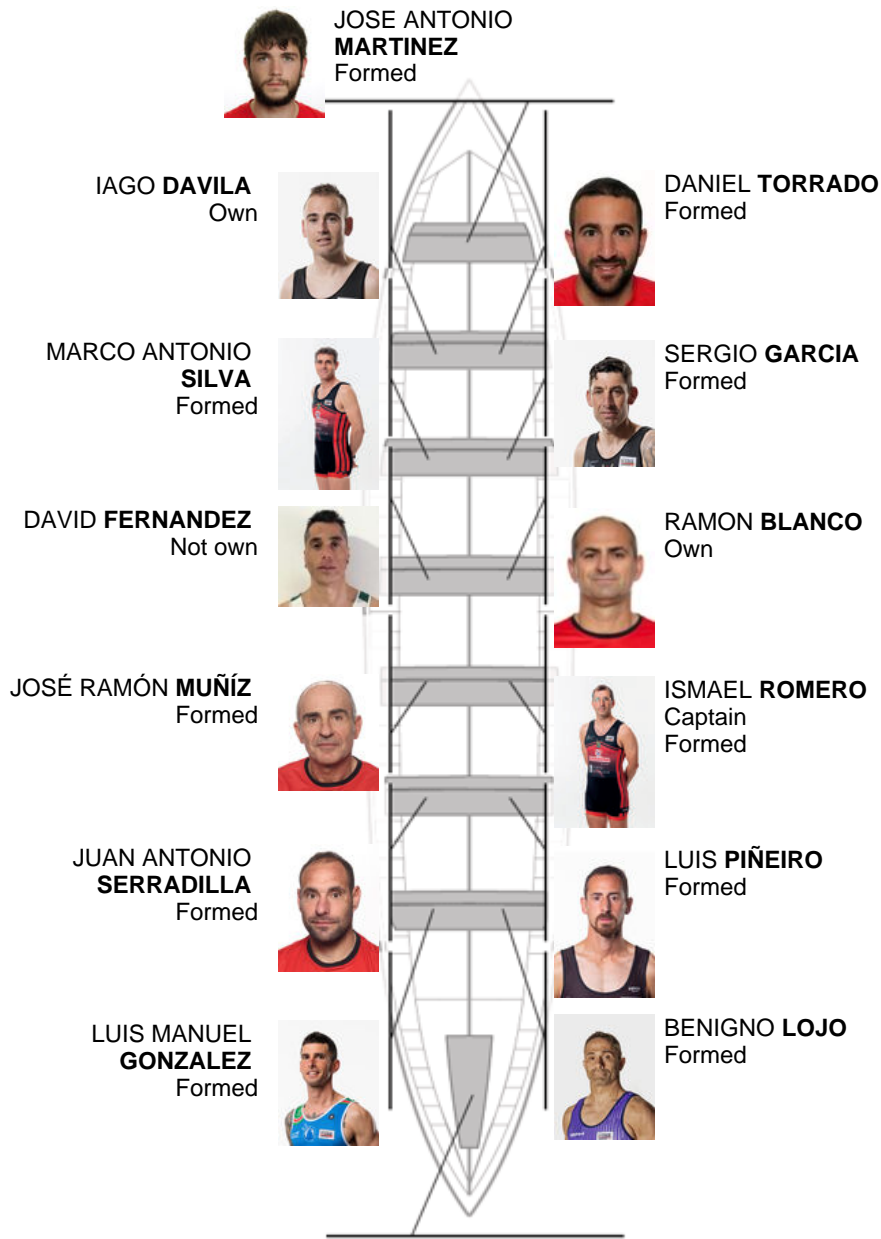 JOSE ANTONIO
MARTINEZ
Formed
IAGO DAVILA
Own
DANIEL TORRADO
Formed
MARCO ANTONIO
SILVA
Formed
SERGIO GARCIA
Formed
DAVID FERNANDEZ
Not own
RAMON BLANCO
Own
JOSÉ RAMÓN MUÑÍZ
Formed
ISMAEL ROMERO
Captain
Formed
JUAN ANTONIO
SERRADILLA
Formed
LUIS PIÑEIRO
Formed
LUIS MANUEL
GONZALEZ
Formed
BENIGNO LOJO
Formed